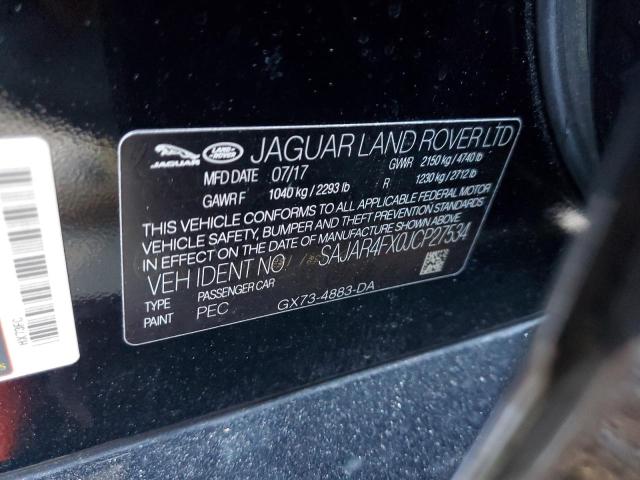 JAGUAR LAND-ROVER JAGUAR LAND ROVER LTD
MFD DATE 07/17 GWR 2150 kg / 4740 lb
GAWR F 1040 kg / 2293 lb R 1230 kg / 2712 lb
THIS VEHICLE CONFORMS TO ALL APPLICABLE FEDERAL MOTOR
VEHICLE SAFETY, BUMPER AND THEFT PREVENTION STANDARDS
IN EFFECT ON THE DATE OF MANUFACTURE SHOWN ABOVE.
VEH IDENT NO SAJAR4FX0JCP27534
TYPE PASSENGER CAR
PAINT PEC GX73-4883-DA